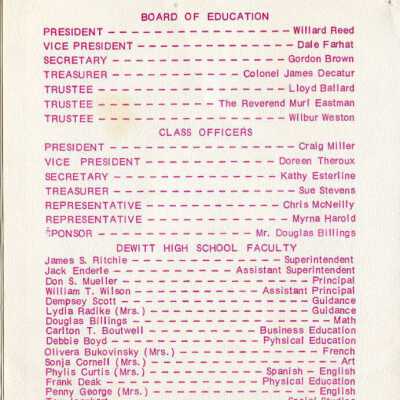 BOARD OF EDUCATION
PRESIDENT – – – – – – – – – – – – – – Willard Reed
VICE PRESIDENT – – – – – – – – – – – – Dale Farhat
SECRETARY – – – – – – – – – – – – – – Gordon Brown
TREASURER – – – – – – – – – – Colonel James Decatur
TRUSTEE – – – – – – – – – – – – – – – Lloyd Ballard
TRUSTEE – – – – – – – – – The Reverend Murl Eastman
TRUSTEE – – – – – – – – – – – – – – – Wilbur Weston
CLASS OFFICERS
PRESIDENT – – – – – – – – – – – – – – Craig Miller
VICE PRESIDENT – – – – – – – – – – Doreen Theroux
SECRETARY – – – – – – – – – – – – – Kathy Esterline
TREASURER – – – – – – – – – – – – – – Sue Stevens
REPRESENTATIVE – – – – – – – – – – – Chris McNeilly
REPRESENTATIVE – – – – – – – – – – – Myrna Harold
SPONSOR – – – – – – – – – – – Mr. Douglas Billings
DEWITT HIGH SCHOOL FACULTY
James S. Ritchie – – – – – – – – – – Superintendent
Jack Enderle – – – – – – – Assistant Superintendent
Don S. Mueller – – – – – – – – – – – – – Principal
William T. Wilson – – – – – – – – Assistant Principal
Dempsey Scott – – – – – – – – – – – – – Guidance
Lydia Radike (Mrs.) – – – – – – – – – – – Guidance
Douglas Billings – – – – – – – – – – – – – – Math
Carlton T. Boutwell – – – – – – – Business Education
Debbie Boyd – – – – – – – – – – Pyhsical Education
Olivera Bukovinsky (Mrs.) – – – – – – – – – French
Sonja Cornell (Mrs.) – – – – – – – – – – – – – Art
Phylis Curtis (Mrs.) – – – – – – – Spanish – English
Frank Deak – – – – – – – – – – – Physical Education
Penny George (Mrs.) – – – – – – – – – – – English